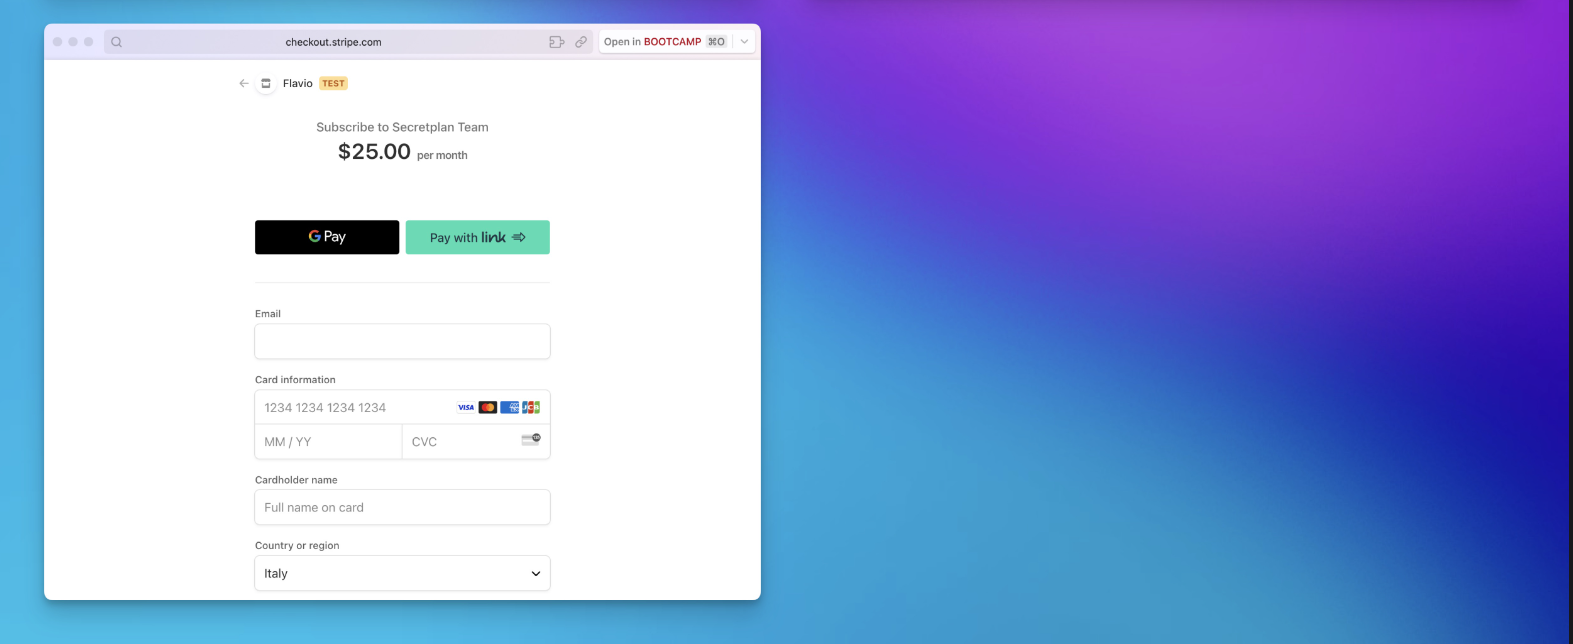 checkout.stripe.com
Open in BOOTCAMP ⌘O
Flavio TEST
Subscribe to Secretplan Team
$25.00 per month
G Pay
Pay with link
Email
Card information
1234 1234 1234 1234 VISA JCB
MM / YY
CVC
Cardholder name
Full name on card
Country or region
Italy